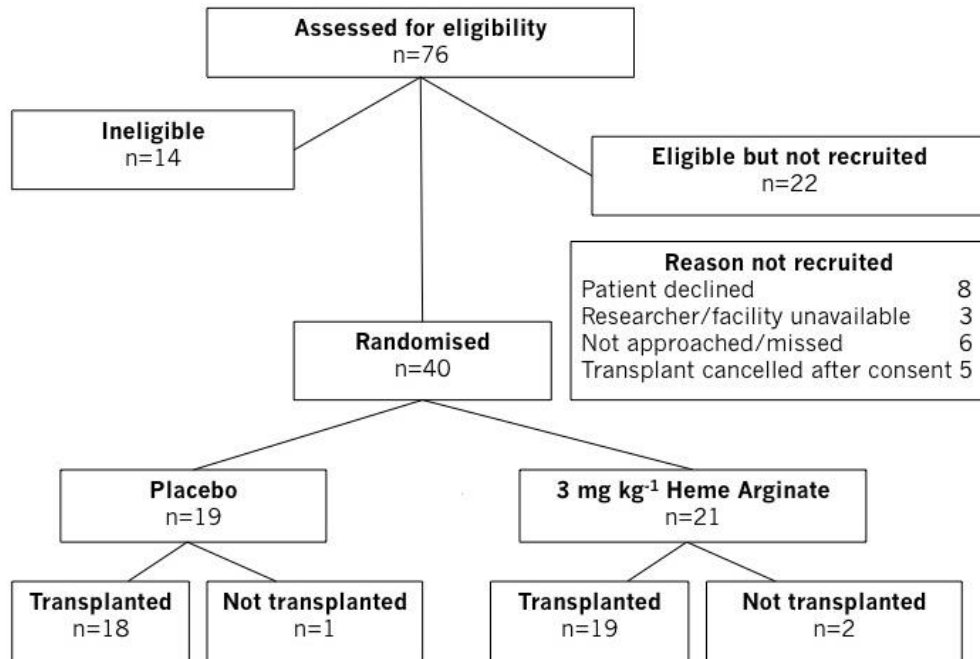 Assessed for eligibility
n=76
Ineligible
n=14
Eligible but not recruited
n=22
Reason not recruited
Patient declined 8
Researcher/facility unavailable 3
Not approached/missed 6
Transplant cancelled after consent 5
Randomised
n=40
Placebo
n=19
3 mg kg⁻¹ Heme Arginate
n=21
Transplanted
n=18
Not transplanted
n=1
Transplanted
n=19
Not transplanted
n=2